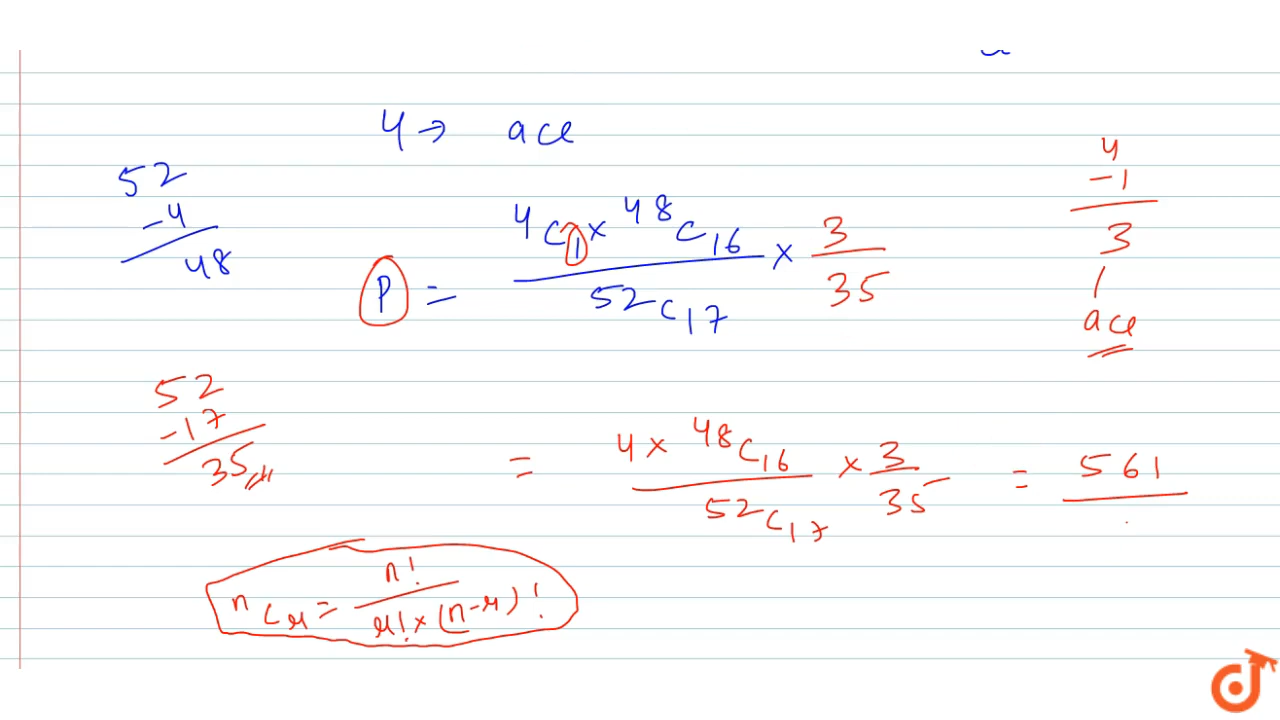 4 → ace
52
-4
48
P = (4C1 × 48C16) / 52C17 × 3/35
4
-1
3
ace
52
-17
35
= (4 × 48C16) / 52C17 × 3/35 = 561
nCr = n! / r! × (n-r)!